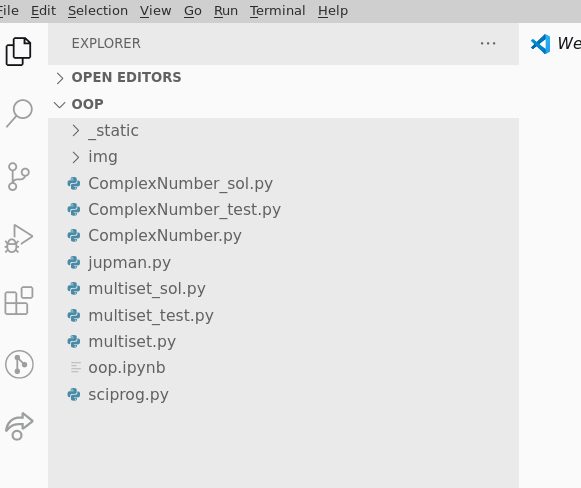 File Edit Selection View Go Run Terminal Help
EXPLORER ...
We
OPEN EDITORS
OOP
_static
img
ComplexNumber_sol.py
ComplexNumber_test.py
ComplexNumber.py
jupman.py
multiset_sol.py
multiset_test.py
multiset.py
oop.ipynb
sciprog.py